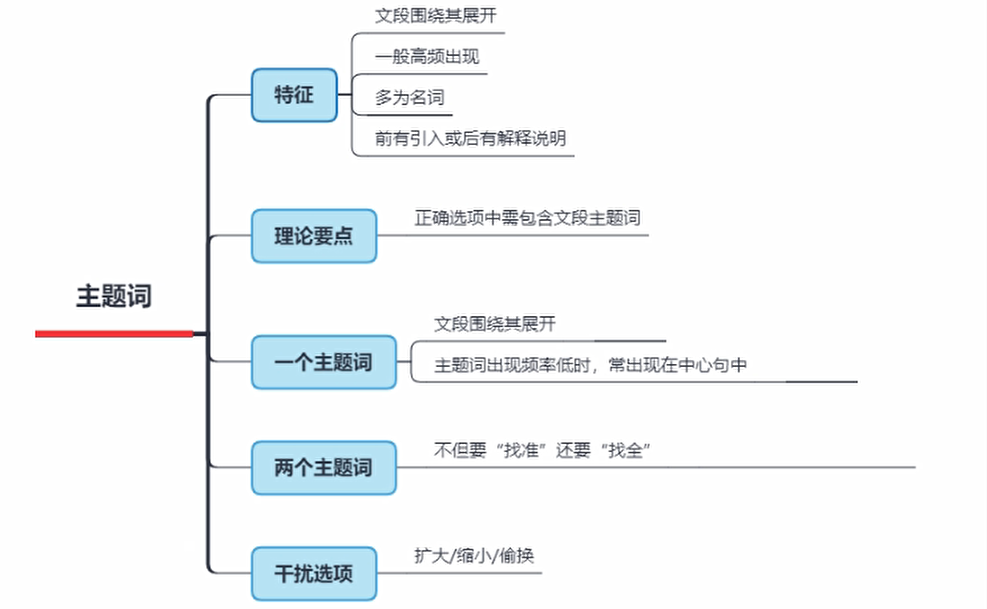 主题词
特征
文段围绕其展开
一般高频出现
多为名词
前有引入或后有解释说明
理论要点
正确选项中需包含文段主题词
一个主题词
文段围绕其展开
主题词出现频率低时，常出现在中心句中
两个主题词
不但要“找准”还要“找全”
干扰选项
扩大/缩小/偷换